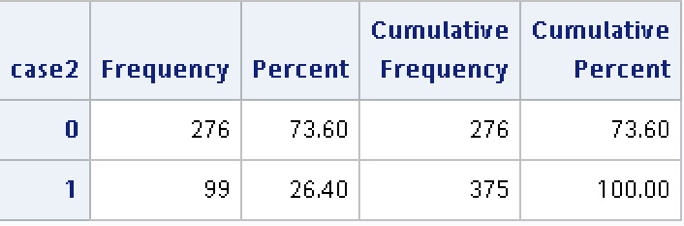 case2 Frequency Percent Cumulative Frequency Cumulative Percent
0 276 73.60 276 73.60
1 99 26.40 375 100.00